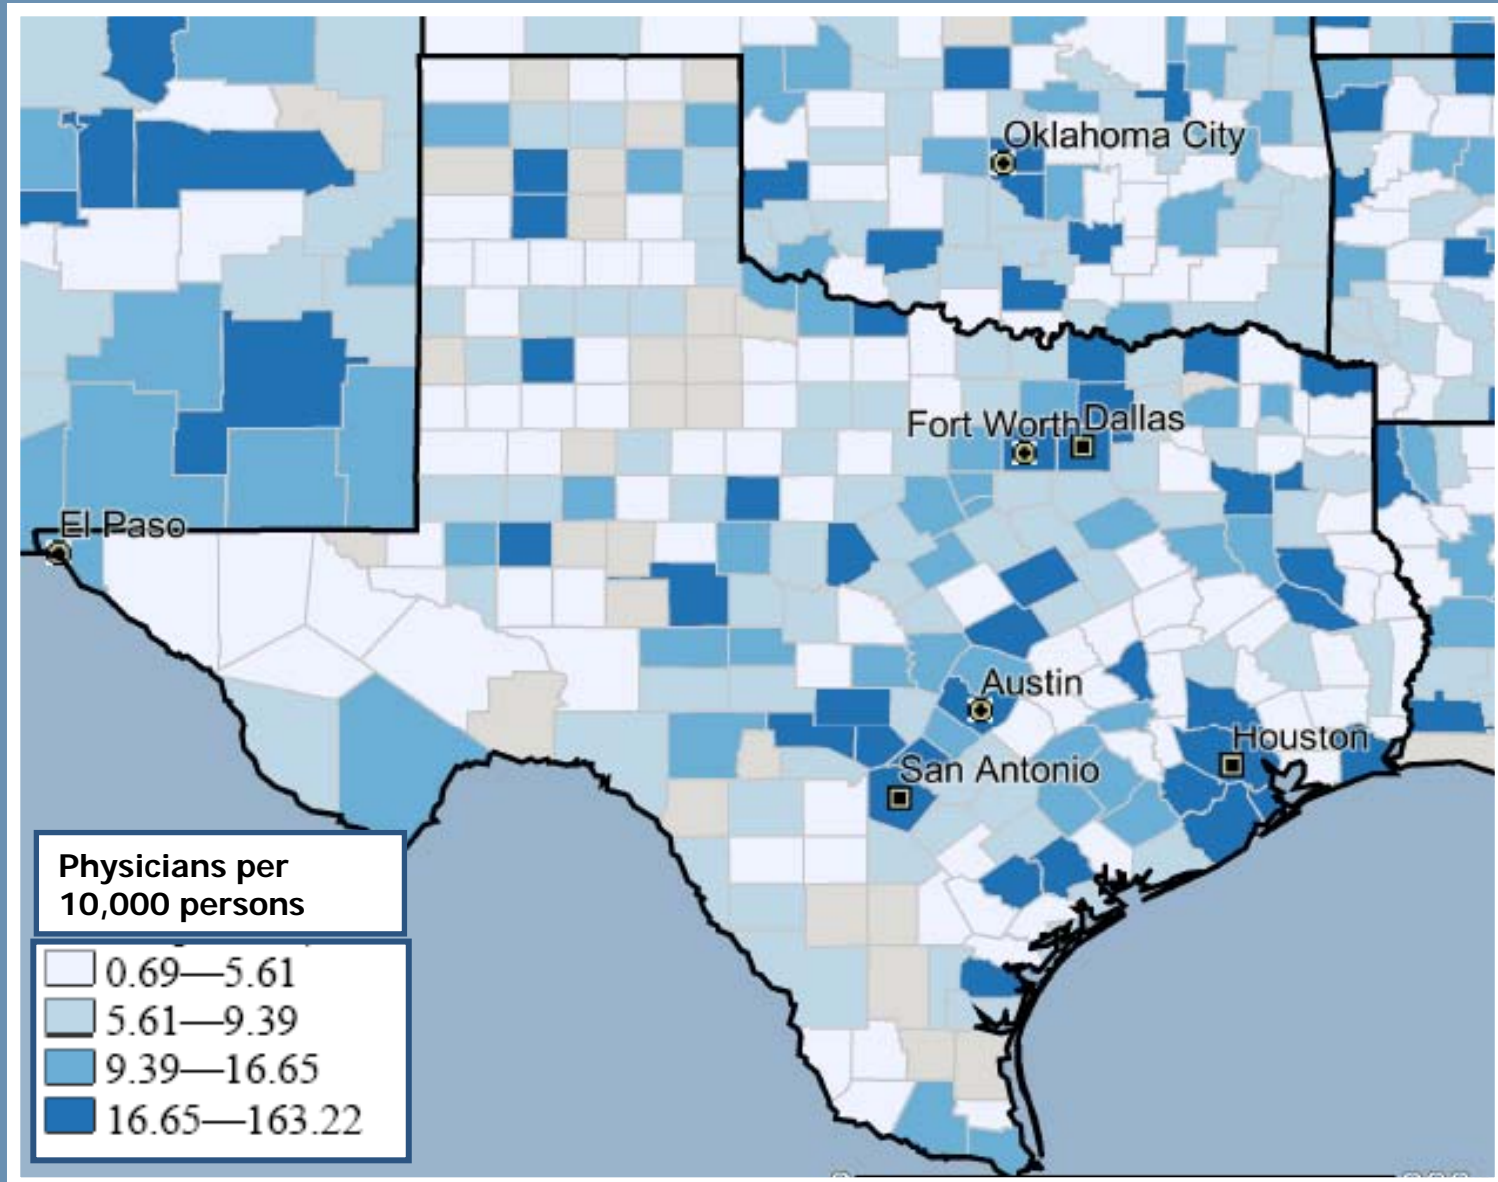 Oklahoma City
Fort Worth
Dallas
El Paso
Austin
Houston
San Antonio
Physicians per
10,000 persons
0.69—5.61
5.61—9.39
9.39—16.65
16.65—163.22